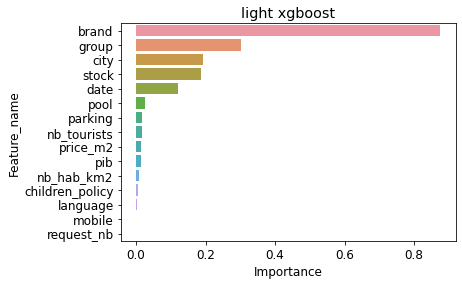 light xgboost
Feature_name
brand
group
city
stock
date
pool
parking
nb_tourists
price_m2
pib
nb_hab_km2
children_policy
language
mobile
request_nb
0.0 0.2 0.4 0.6 0.8
Importance